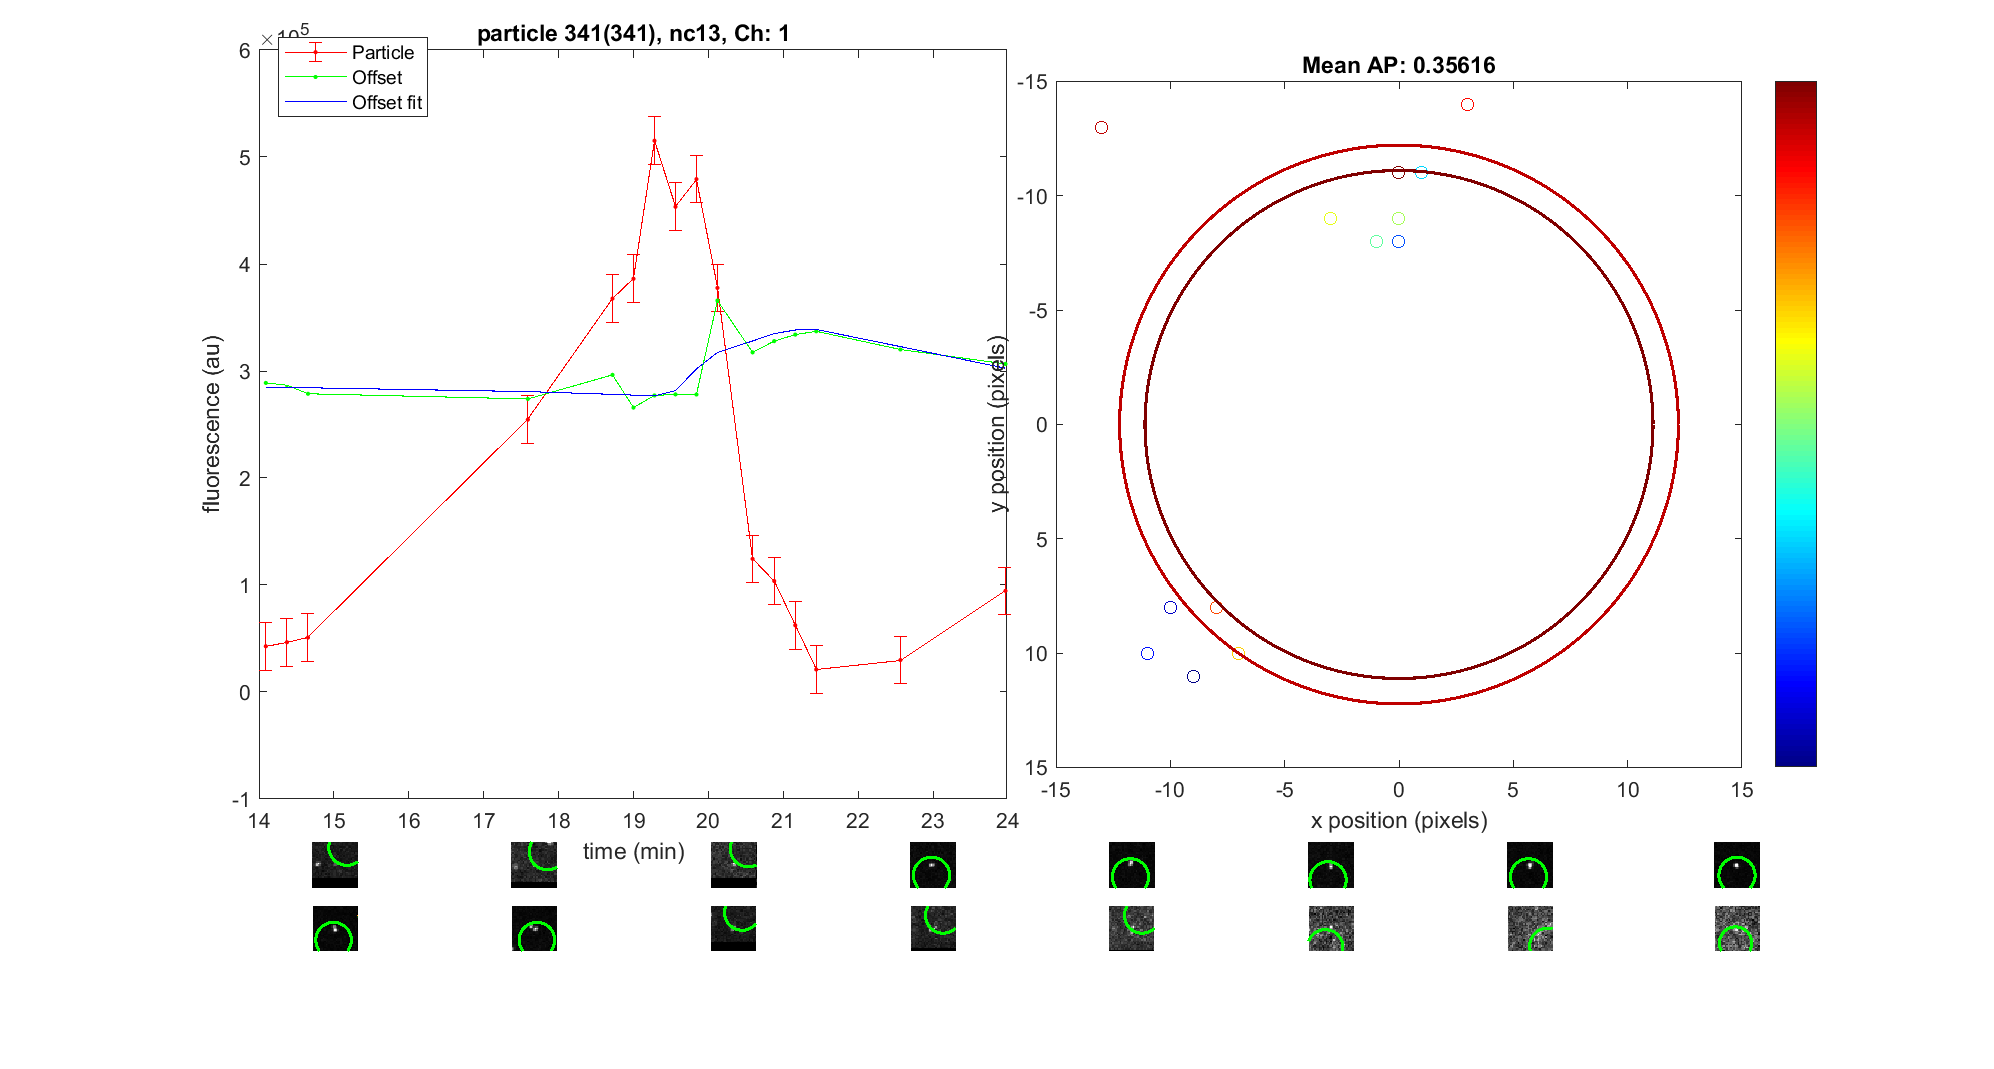 particle 341(341), nc13, Ch: 1
×10^5
Particle
Offset
Offset fit
6
5
4
3
2
1
0
-1
fluorescence (au)
14 15 16 17 18 19 20 21 22 23 24
time (min)
Mean AP: 0.35616
-15
-10
-5
0
5
10
15
y position (pixels)
-15 -10 -5 0 5 10 15
x position (pixels)